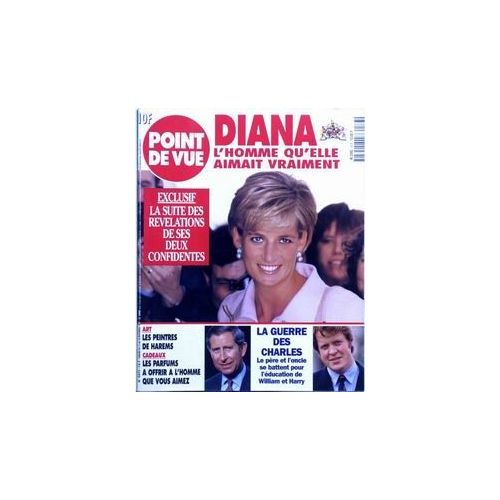 10F
POINT
DE VUE
DIANA
L'HOMME QU'ELLE
AIMAIT VRAIMENT
EXCLUSIF
LA SUITE DES
REVELATIONS
DE SES
DEUX
CONFIDENTES
ART
LES PEINTRES
DE HAREMS
CADEAUX
LES PARFUMS
A OFFRIR A L'HOMME
QUE VOUS AIMEZ
LA GUERRE
DES
CHARLES
Le père et l'oncle
se battent pour
l'éducation de
William et Harry